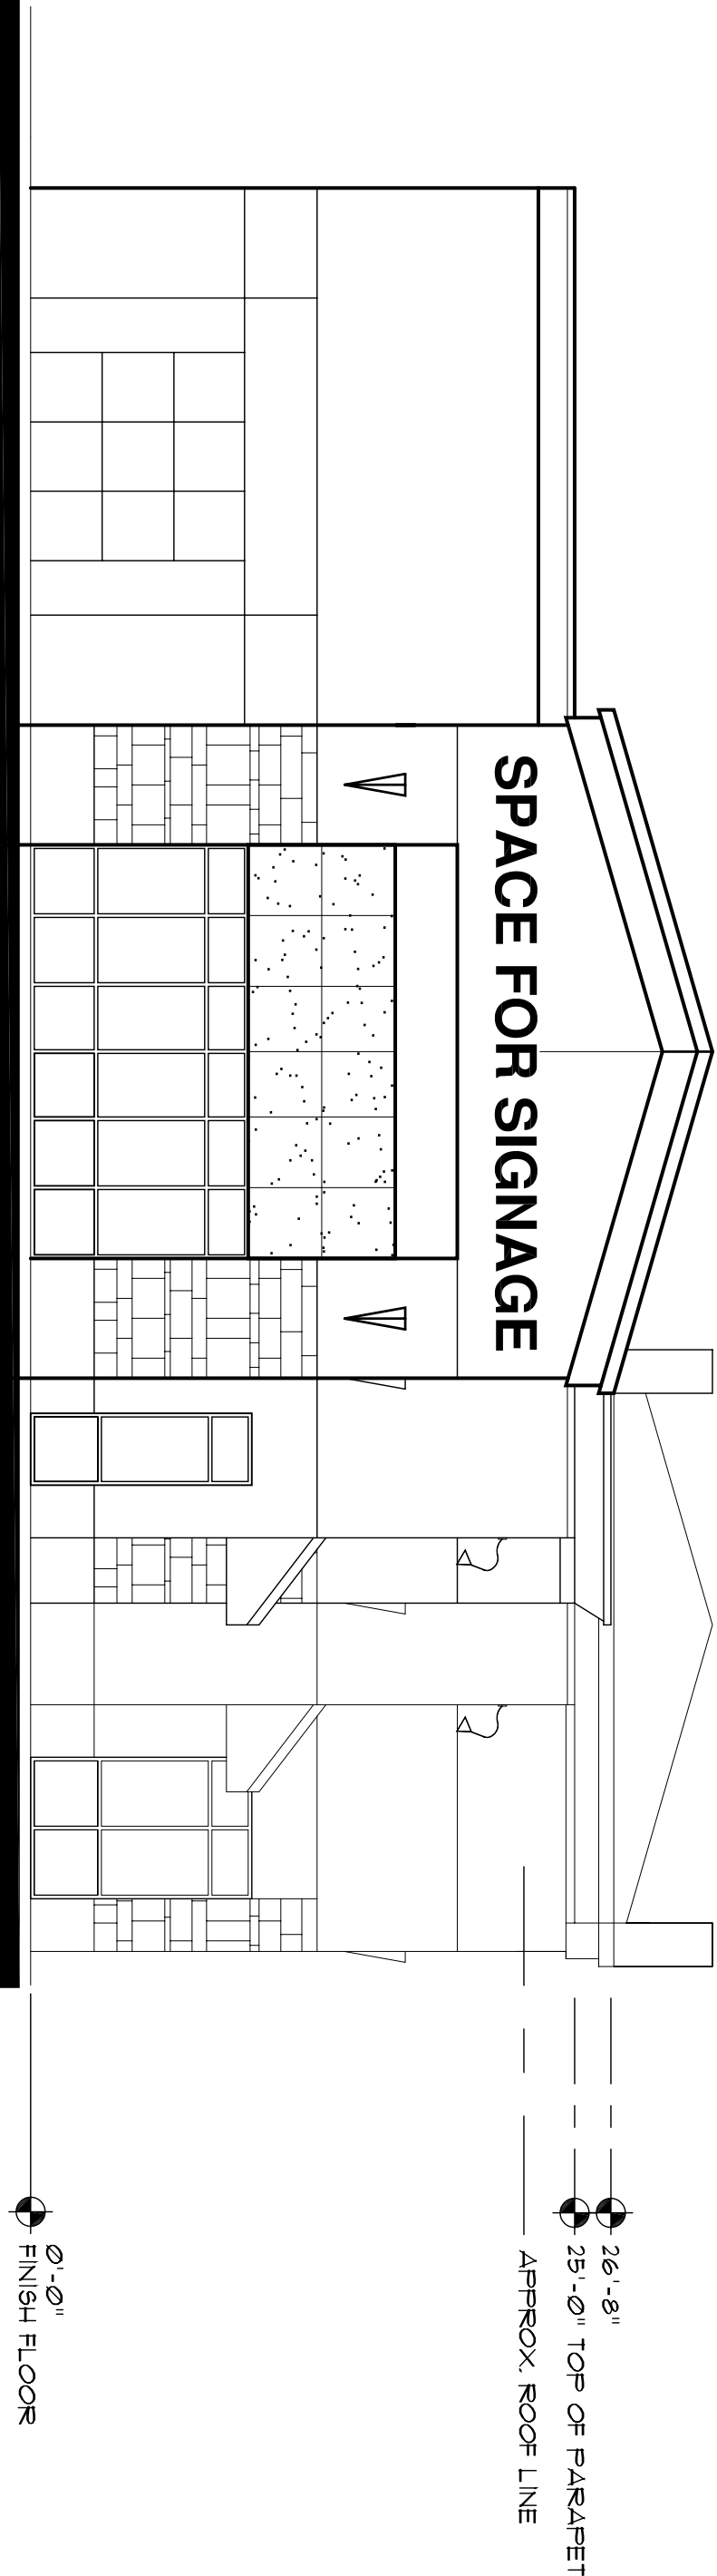 SPACE FOR SIGNAGE
26'-8"
25'-0" TOP OF PARAPET
APPROX. ROOF LINE
0'-0"
FINISH FLOOR